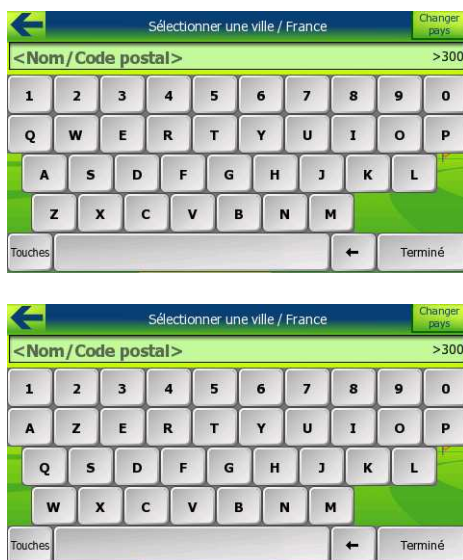 Sélectionner une ville / France Changer pays
<Nom/Code postal> >300
1 2 3 4 5 6 7 8 9 0
Q W E R T Y U I O P
A S D F G H J K L
Z X C V B N M
Touches ← Terminé
Sélectionner une ville / France Changer pays
<Nom/Code postal> >300
1 2 3 4 5 6 7 8 9 0
A Z E R T Y U I O P
Q S D F G H J K L
W X C V B N M
Touches ← Terminé